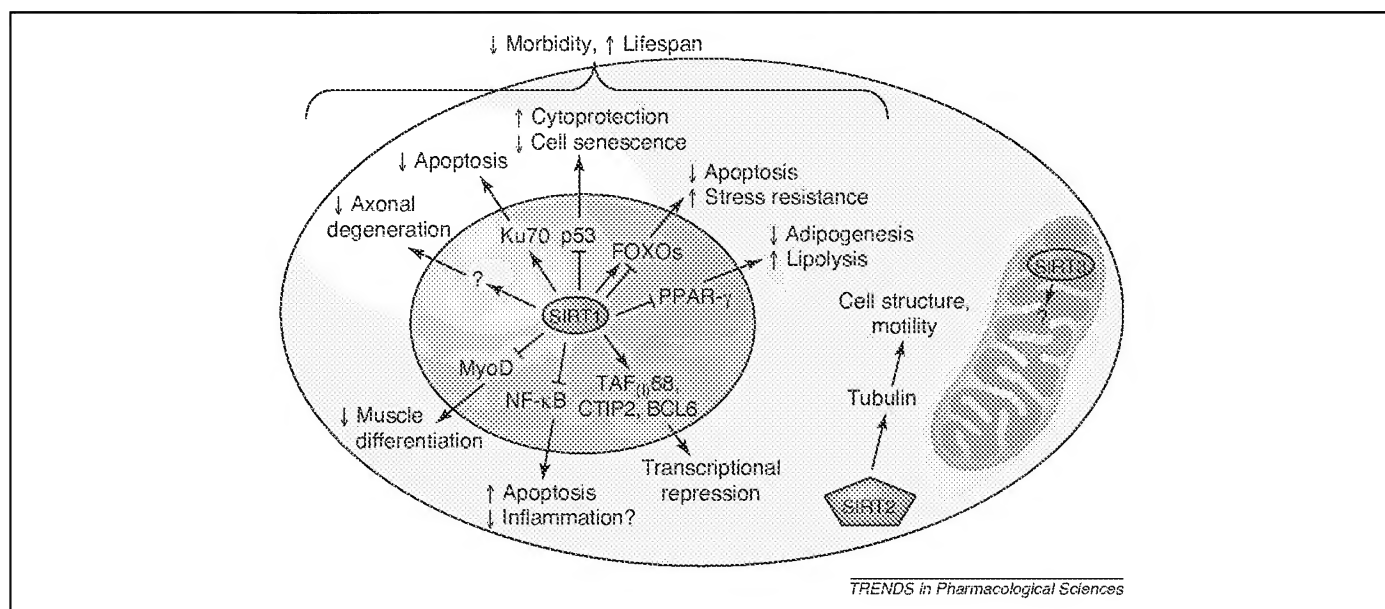 ↓ Morbidity, ↑ Lifespan
↑ Cytoprotection
↓ Cell senescence
↓ Apoptosis
↓ Apoptosis
↑ Stress resistance
↓ Axonal
degeneration
Ku70 p53
FOXOs
↓ Adipogenesis
↑ Lipolysis
?
PPAR-γ
SIRT1
Cell structure,
motility
?
MyoD
NF-κB
TAF(I)68,
CTIP2, BCL6
Tubulin
↓ Muscle
differentiation
Transcriptional
repression
↑ Apoptosis
↓ Inflammation?
SIRT2
TRENDS in Pharmacological Sciences